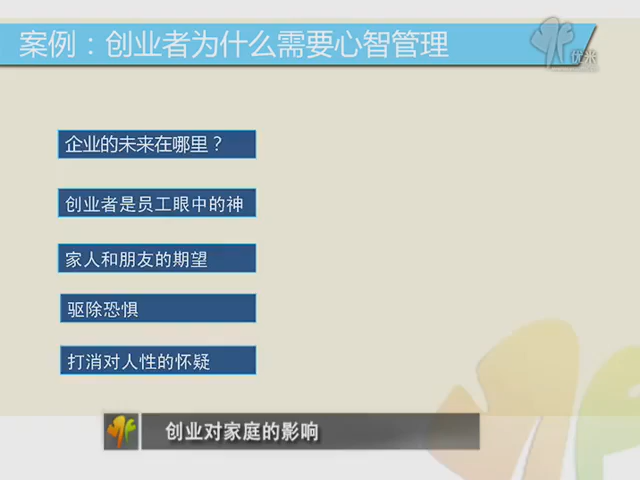 案例：创业者为什么需要心智管理
优米
企业的未来在哪里？
创业者是员工眼中的神
家人和朋友的期望
驱除恐惧
打消对人性的怀疑
创业对家庭的影响